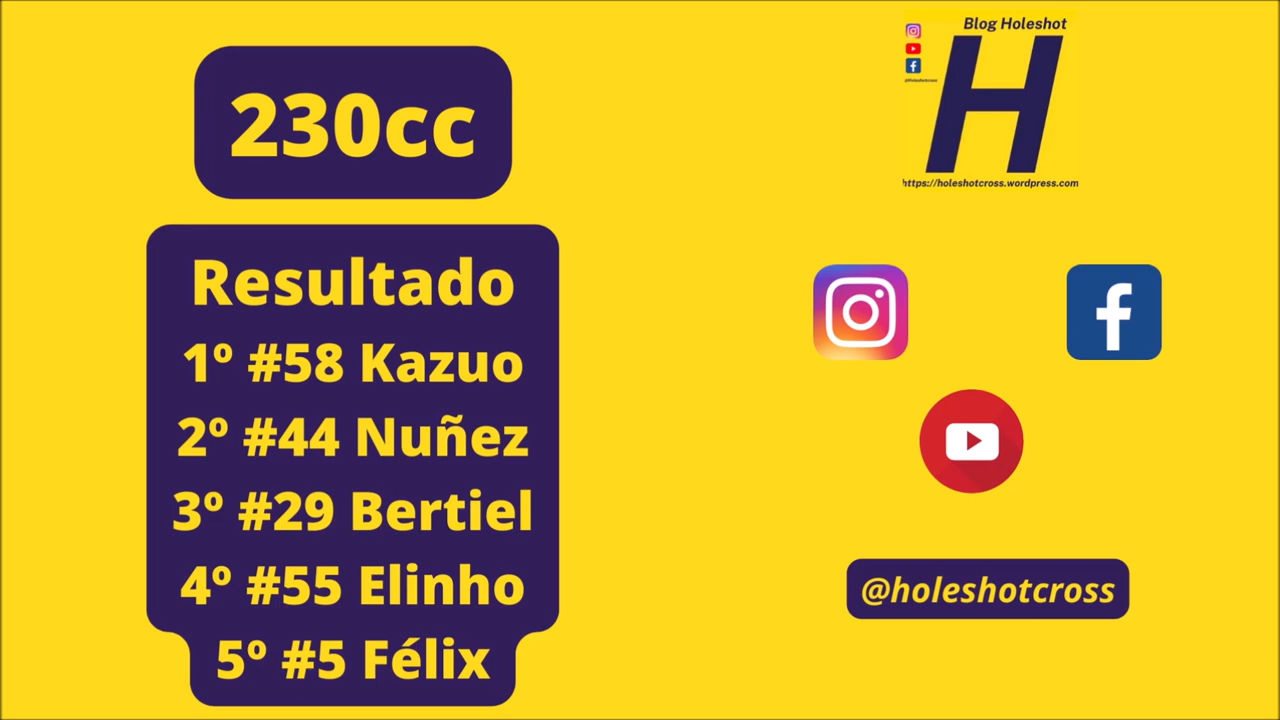 230cc
Resultado
1º #58 Kazuo
2º #44 Nuñez
3º #29 Bertiel
4º #55 Elinho
5º #5 Félix
Blog Holeshot
@holeshotcross
H
https://holeshotcross.wordpress.com
@holeshotcross